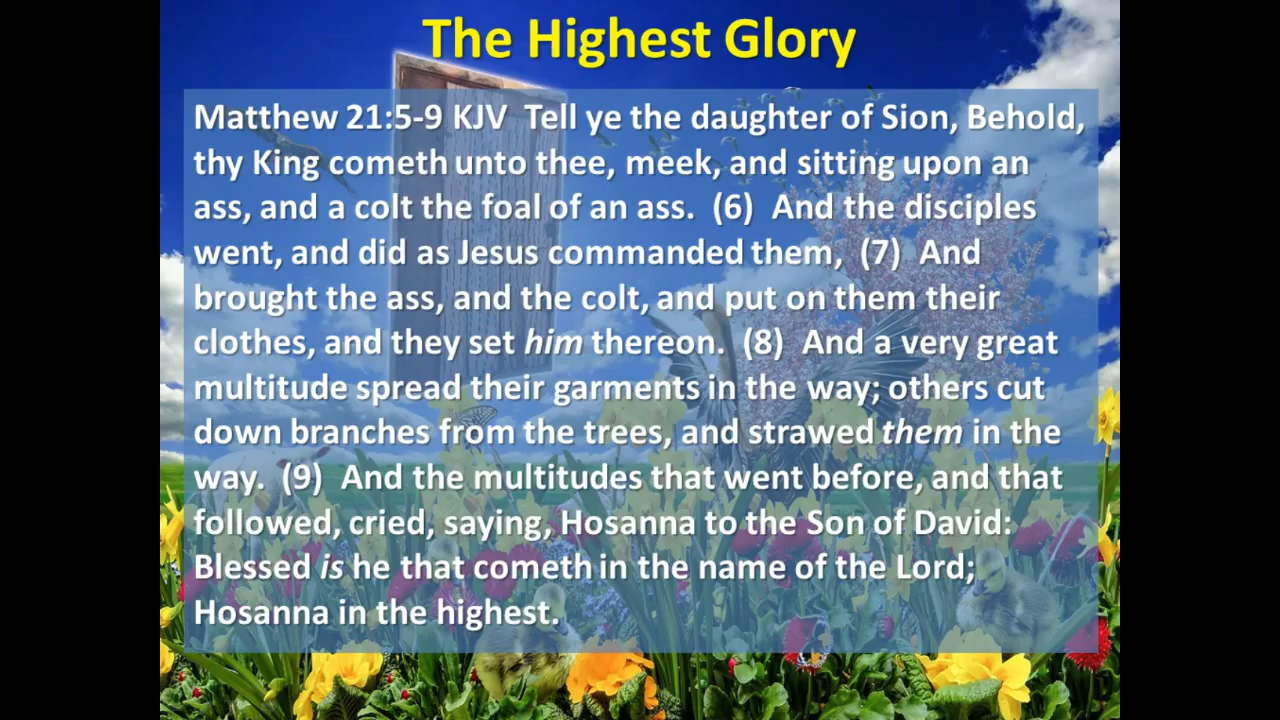 The Highest Glory
Matthew 21:5-9 KJV  Tell ye the daughter of Sion, Behold,
thy King cometh unto thee, meek, and sitting upon an
ass, and a colt the foal of an ass.  (6)  And the disciples
went, and did as Jesus commanded them,  (7)  And
brought the ass, and the colt, and put on them their
clothes, and they set him thereon.  (8)  And a very great
multitude spread their garments in the way; others cut
down branches from the trees, and strawed them in the
way.  (9)  And the multitudes that went before, and that
followed, cried, saying, Hosanna to the Son of David:
Blessed is he that cometh in the name of the Lord;
Hosanna in the highest.